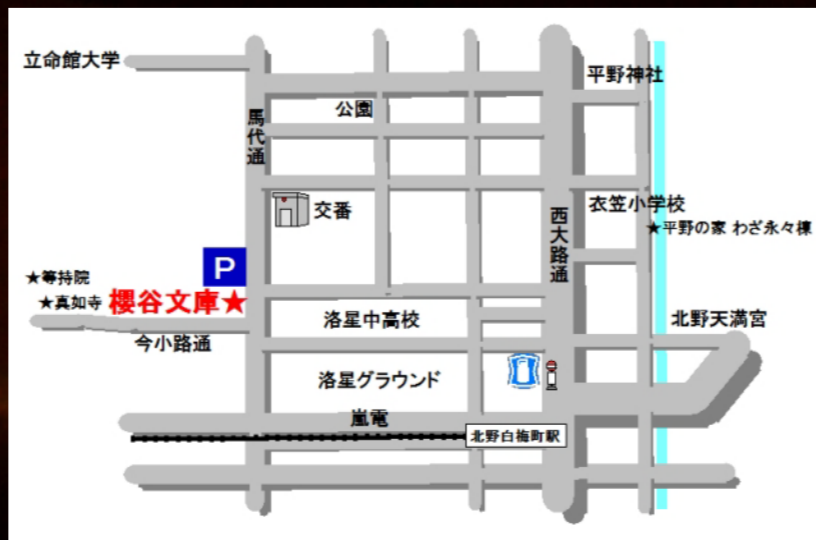 立命館大学
平野神社
公園
馬代通
交番
衣笠小学校
西大路通
★平野の家 わざ永々棟
P
★等持院
★真如寺
櫻谷文庫★
洛星中高校
北野天満宮
今小路通
洛星グラウンド
嵐電
北野白梅町駅